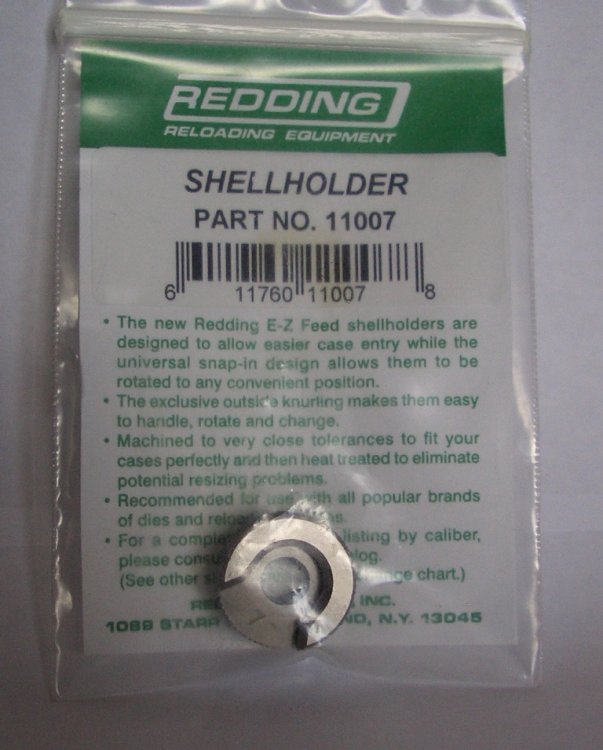 REDDING
RELOADING EQUIPMENT
SHELLHOLDER
PART NO. 11007
6 11760 11007 8
• The new Redding E-Z Feed shellholders are
designed to allow easier case entry while the
universal snap-in design allows them to be
rotated to any convenient position.
• The exclusive outside knurling makes them easy
to handle, rotate and change.
• Machined to very close tolerances to fit your
cases perfectly and then heat treated to eliminate
potential resizing problems.
• Recommended for use with all popular brands
of dies and
• For a listing by caliber,
please
(See other chart.)
INC.
1089 STARR N.Y. 13045
7